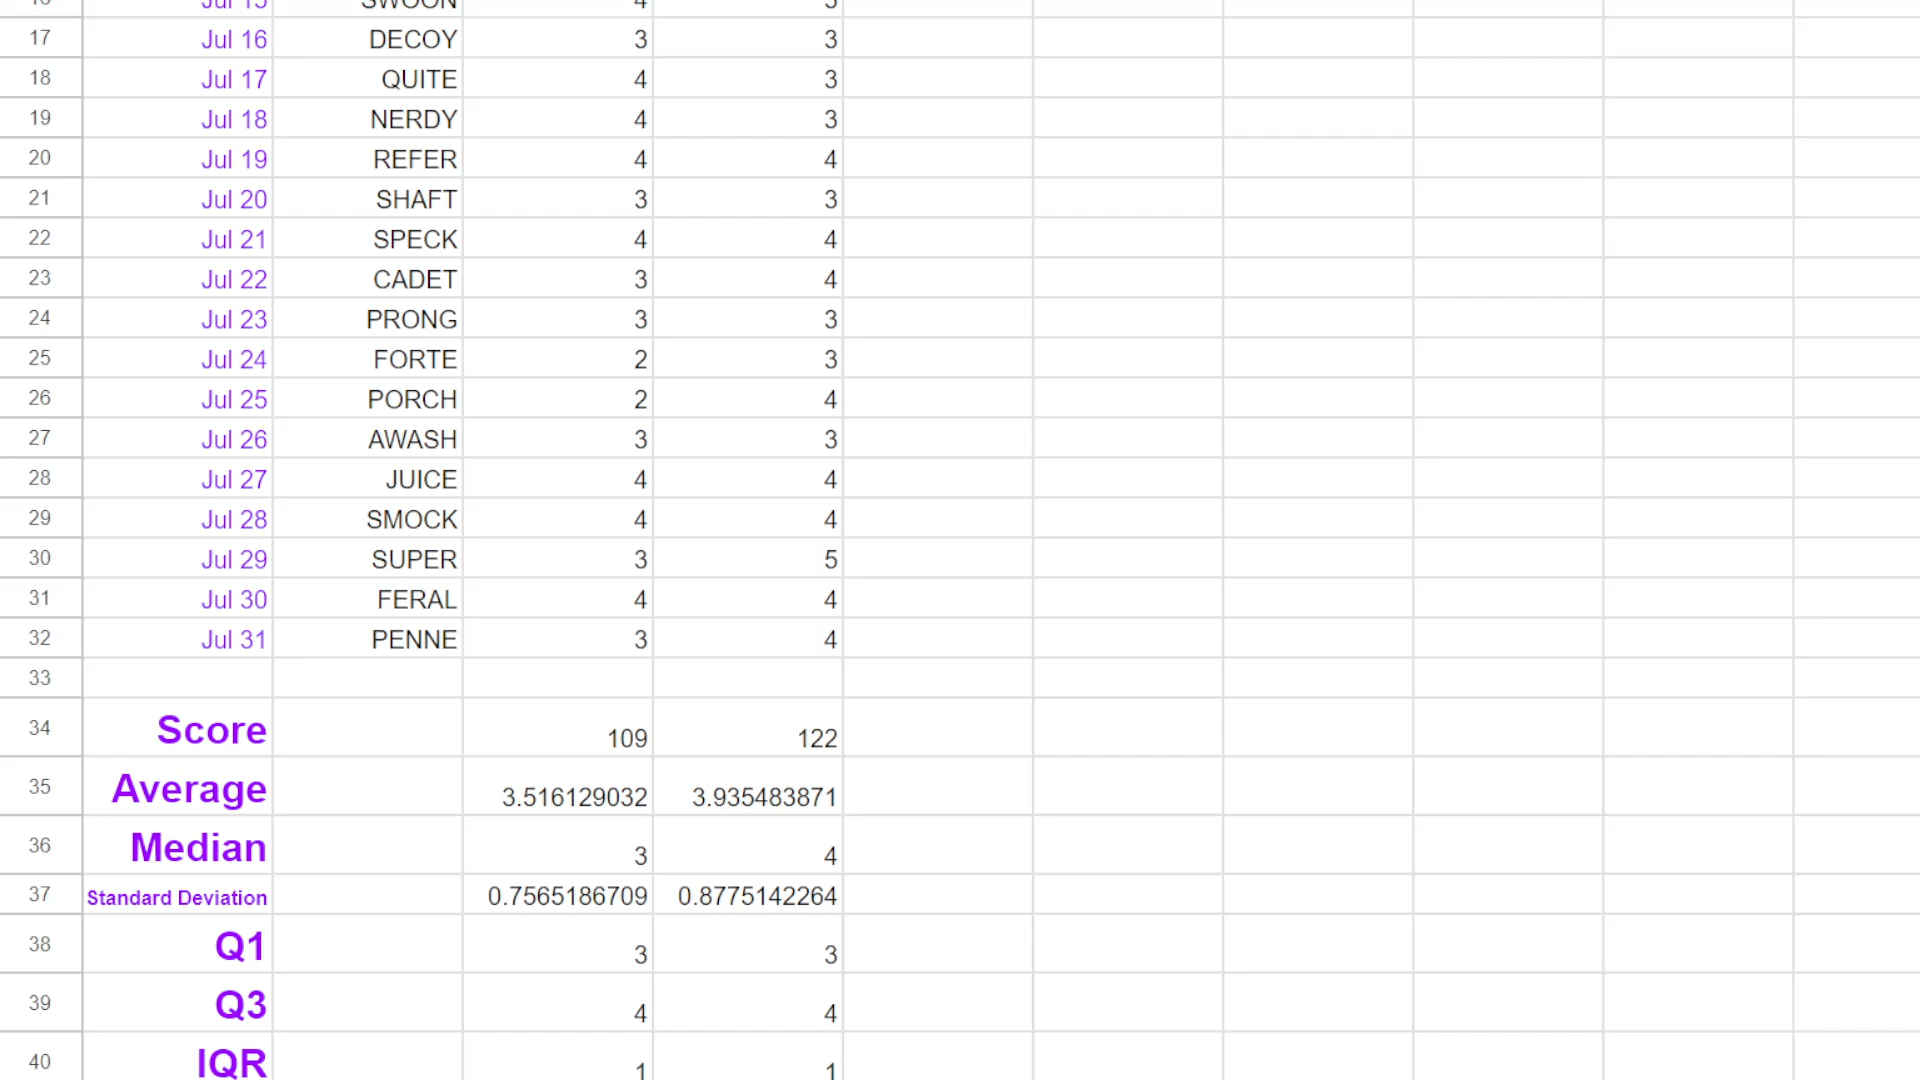 16 Jul 15 SWOON 4 5
17 Jul 16 DECOY 3 3
18 Jul 17 QUITE 4 3
19 Jul 18 NERDY 4 3
20 Jul 19 REFER 4 4
21 Jul 20 SHAFT 3 3
22 Jul 21 SPECK 4 4
23 Jul 22 CADET 3 4
24 Jul 23 PRONG 3 3
25 Jul 24 FORTE 2 3
26 Jul 25 PORCH 2 4
27 Jul 26 AWASH 3 3
28 Jul 27 JUICE 4 4
29 Jul 28 SMOCK 4 4
30 Jul 29 SUPER 3 5
31 Jul 30 FERAL 4 4
32 Jul 31 PENNE 3 4
33
34 Score 109 122
35 Average 3.516129032 3.935483871
36 Median 3 4
37 Standard Deviation 0.7565186709 0.8775142264
38 Q1 3 3
39 Q3 4 4
40 IQR 1 1